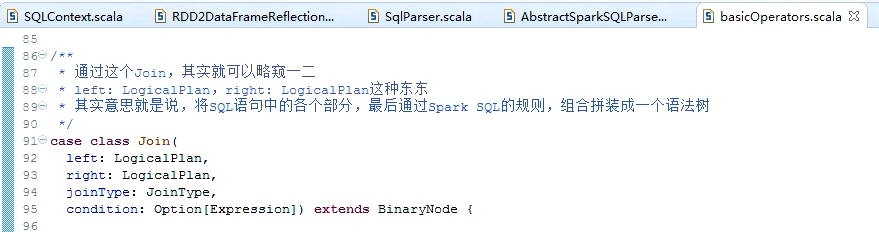 SQLContext.scala RDD2DataFrameReflection... SqlParser.scala AbstractSparkSQLParse... basicOperators.scala
85
86 /**
87 * 通过这个Join，其实就可以略窥一二
88 * left: LogicalPlan, right: LogicalPlan这种东东
89 * 其实意思就是说，将SQL语句中的各个部分，最后通过Spark SQL的规则，组合拼装成一个语法树
90 */
91 case class Join(
92 left: LogicalPlan,
93 right: LogicalPlan,
94 joinType: JoinType,
95 condition: Option[Expression]) extends BinaryNode {
96